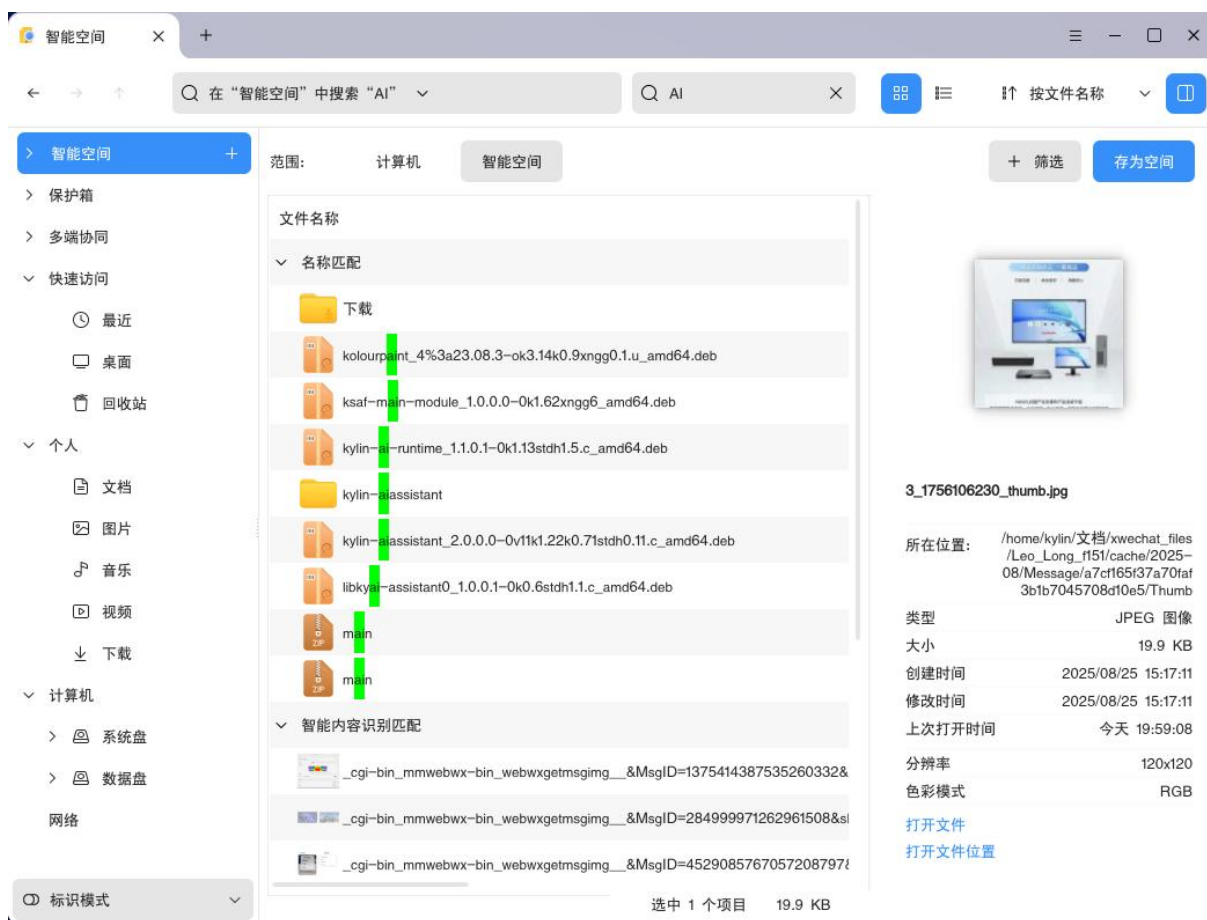 智能空间
在“智能空间”中搜索“AI”
AI
按文件名称
智能空间
保护箱
多端协同
快速访问
最近
桌面
回收站
个人
文档
图片
音乐
视频
下载
计算机
系统盘
数据盘
网络
标识模式
范围:
计算机
智能空间
筛选
存为空间
文件名称
名称匹配
下载
kolourpaint_4%3a23.08.3-ok3.14k0.9xngg0.1.u_amd64.deb
ksaf-main-module_1.0.0.0-0k1.62xngg6_amd64.deb
kylin-ai-runtime_1.1.0.1-0k1.13stdh1.5.c_amd64.deb
kylin-aiassistant
kylin-aiassistant_2.0.0.0-0v11k1.22k0.71stdh0.11.c_amd64.deb
libkyai-assistant0_1.0.0.1-0k0.6stdh1.1.c_amd64.deb
ZIP
main
ZIP
main
智能内容识别匹配
_cgi-bin_mmwebwx-bin_webwxgetmsgimg__&MsgID=1375414387535260332&
_cgi-bin_mmwebwx-bin_webwxgetmsgimg__&MsgID=284999971262961508&sl
_cgi-bin_mmwebwx-bin_webwxgetmsgimg__&MsgID=4529085767057208797&
选中 1 个项目 19.9 KB
3_1756106230_thumb.jpg
所在位置:
/home/kylin/文档/xwechat_files
/Leo_Long_f151/cache/2025-
08/Message/a7cf165f37a70faf
3b1b7045708d10e5/Thumb
类型 JPEG 图像
大小 19.9 KB
创建时间 2025/08/25 15:17:11
修改时间 2025/08/25 15:17:11
上次打开时间 今天 19:59:08
分辨率 120x120
色彩模式 RGB
打开文件
打开文件位置